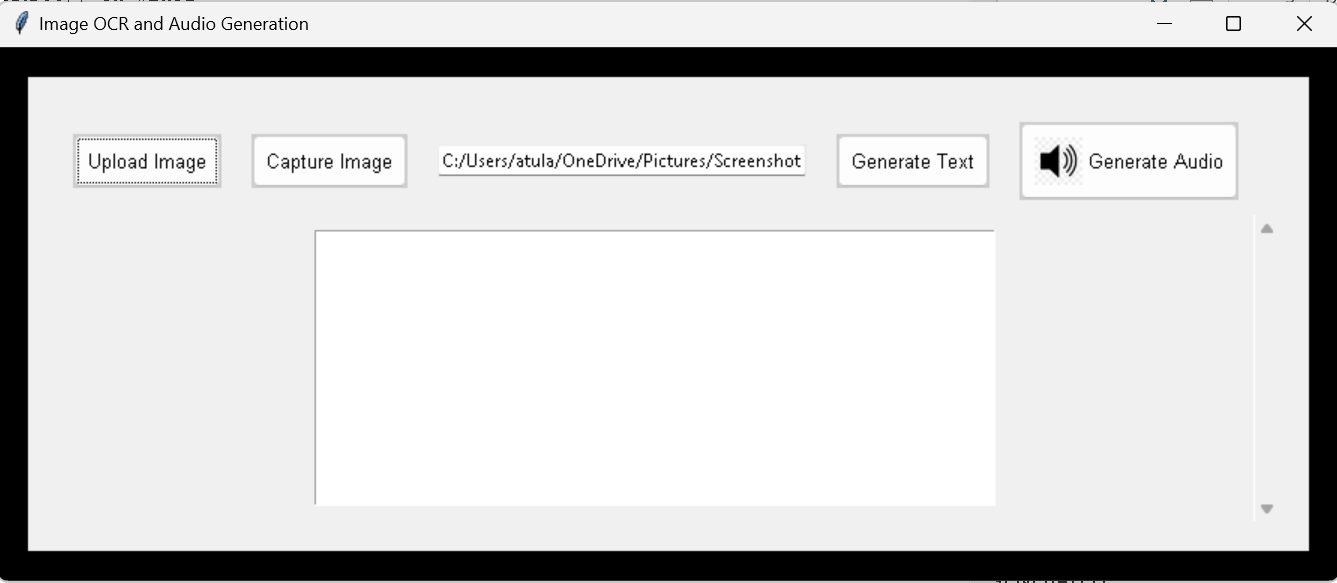 Image OCR and Audio Generation
Upload Image
Capture Image
C:/Users/atula/OneDrive/Pictures/Screenshot
Generate Text
Generate Audio